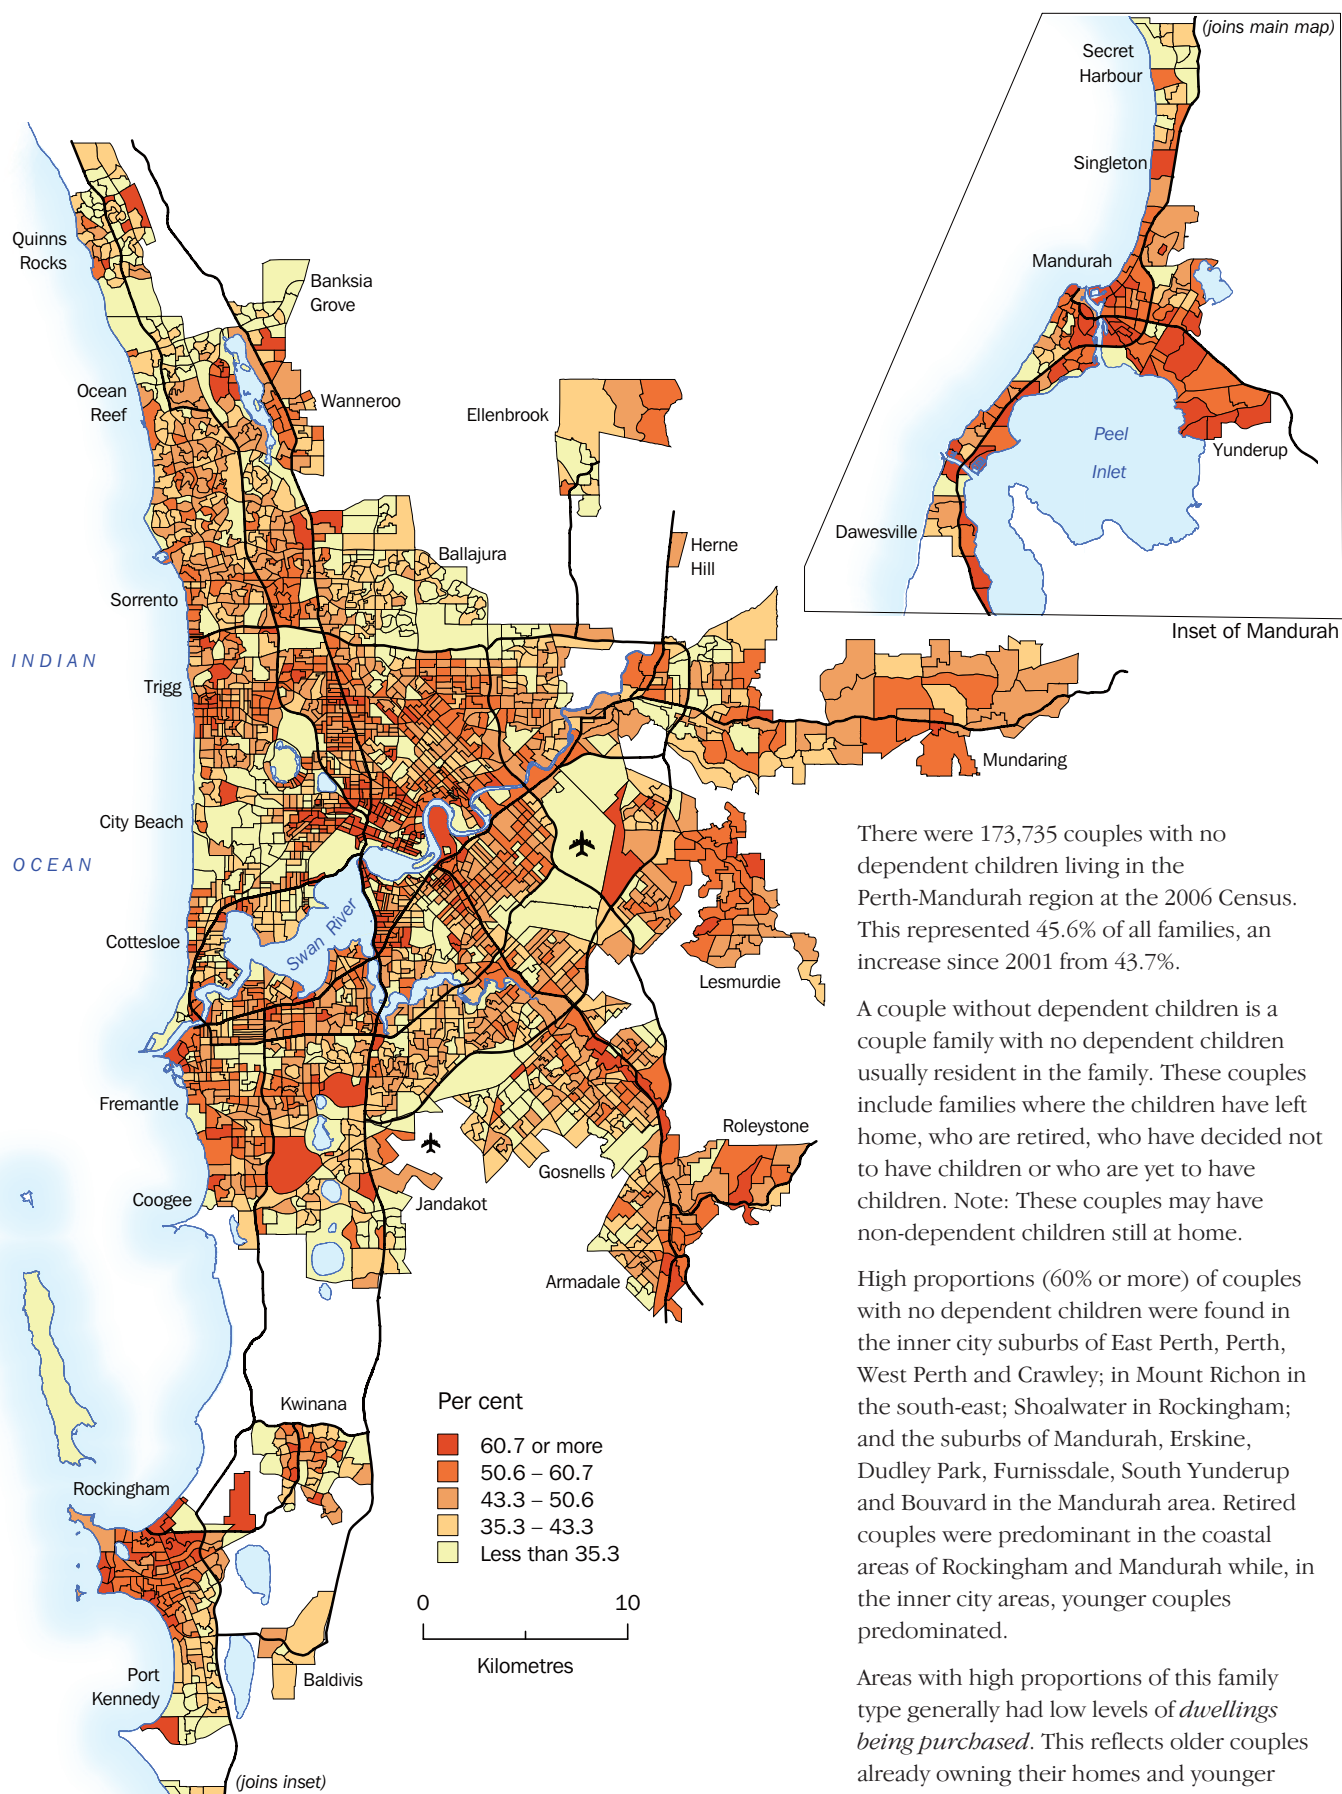 (joins main map)
Secret
Harbour
Singleton
Mandurah
Peel
Inlet
Yunderup
Dawesville
Inset of Mandurah
Quinns
Rocks
Banksia
Grove
Ocean
Reef
Wanneroo
Ellenbrook
Ballajura
Herne
Hill
Sorrento
INDIAN
Trigg
Mundaring
City Beach
OCEAN
Cottesloe
Swan River
Lesmurdie
Fremantle
Roleystone
Gosnells
Coogee
Jandakot
Armadale
Kwinana
Rockingham
Port
Kennedy
Baldivis
(joins inset)
Per cent
60.7 or more
50.6 – 60.7
43.3 – 50.6
35.3 – 43.3
Less than 35.3
0 10
Kilometres
There were 173,735 couples with no
dependent children living in the
Perth-Mandurah region at the 2006 Census.
This represented 45.6% of all families, an
increase since 2001 from 43.7%.
A couple without dependent children is a
couple family with no dependent children
usually resident in the family. These couples
include families where the children have left
home, who are retired, who have decided not
to have children or who are yet to have
children. Note: These couples may have
non-dependent children still at home.
High proportions (60% or more) of couples
with no dependent children were found in
the inner city suburbs of East Perth, Perth,
West Perth and Crawley; in Mount Richon in
the south-east; Shoalwater in Rockingham;
and the suburbs of Mandurah, Erskine,
Dudley Park, Furnissdale, South Yunderup
and Bouvard in the Mandurah area. Retired
couples were predominant in the coastal
areas of Rockingham and Mandurah while, in
the inner city areas, younger couples
predominated.
Areas with high proportions of this family
type generally had low levels of dwellings
being purchased. This reflects older couples
already owning their homes and younger